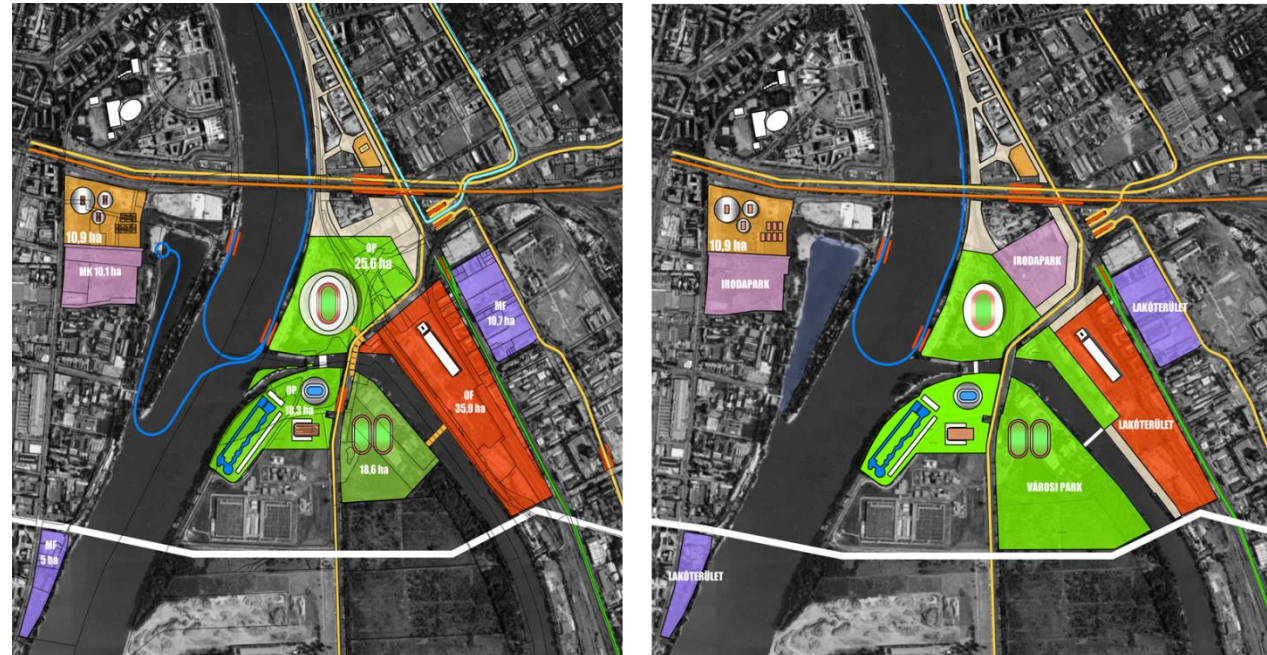 10,9 ha
MK 10,1 ha
OP
25,6 ha
MF
10,7 ha
OP
18,3 ha
OF
35,9 ha
18,6 ha
MF
5 ha
10,9 ha
IRODAPARK
IRODAPARK
LAKÓTERÜLET
LAKÓTERÜLET
VÁROSI PARK
LAKÓTERÜLET